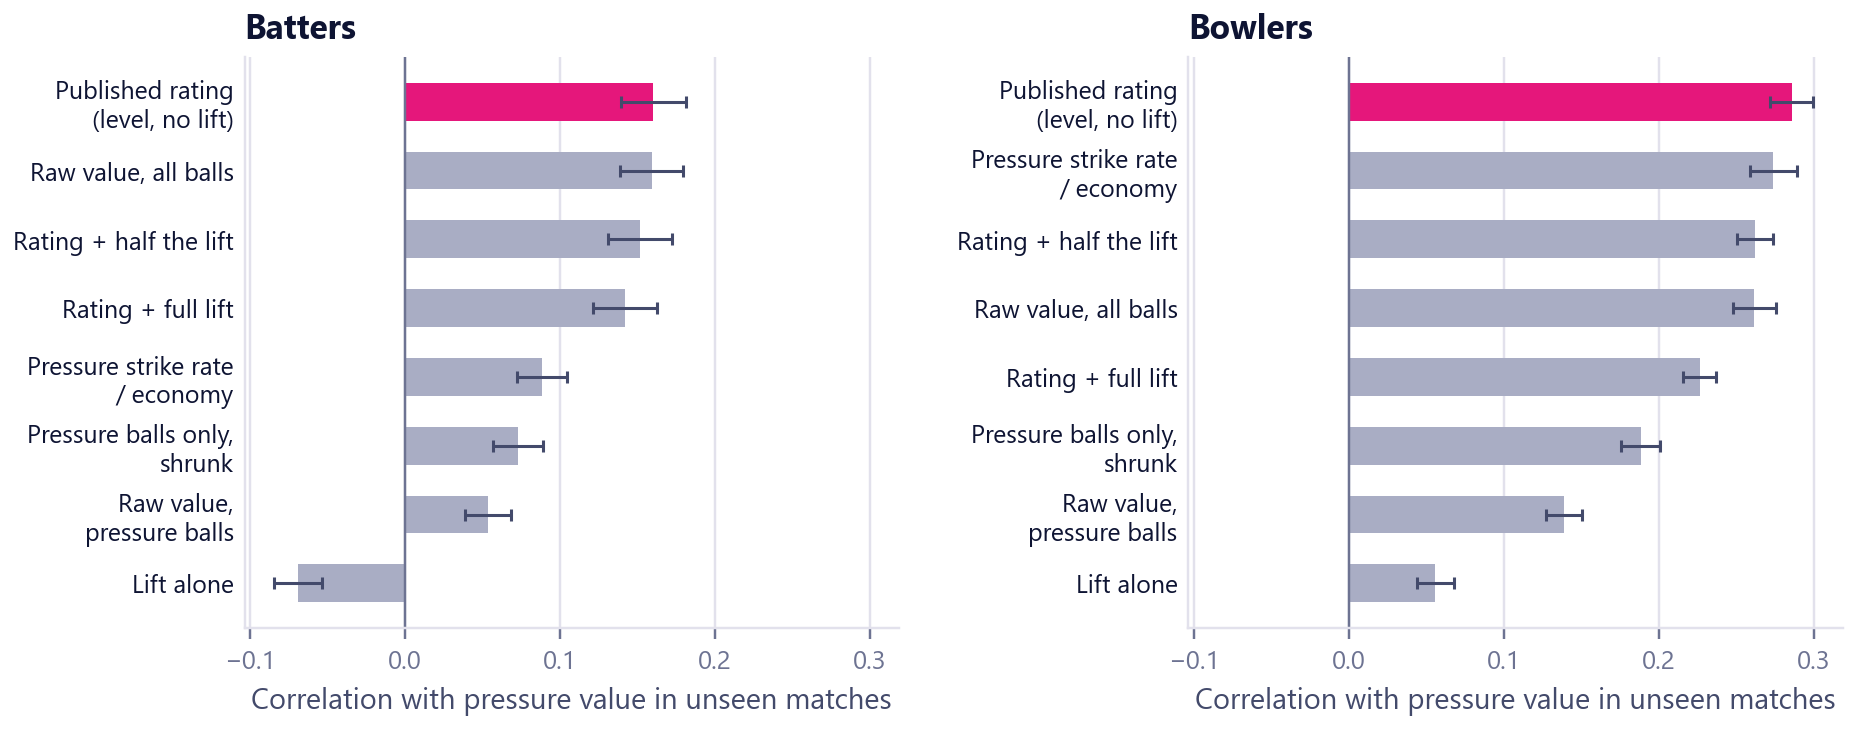 Batters
Published rating
(level, no lift)
Raw value, all balls
Rating + half the lift
Rating + full lift
Pressure strike rate
/ economy
Pressure balls only,
shrunk
Raw value,
pressure balls
Lift alone
−0.1 0.0 0.1 0.2 0.3
Correlation with pressure value in unseen matches
Bowlers
Published rating
(level, no lift)
Pressure strike rate
/ economy
Rating + half the lift
Raw value, all balls
Rating + full lift
Pressure balls only,
shrunk
Raw value,
pressure balls
Lift alone
−0.1 0.0 0.1 0.2 0.3
Correlation with pressure value in unseen matches